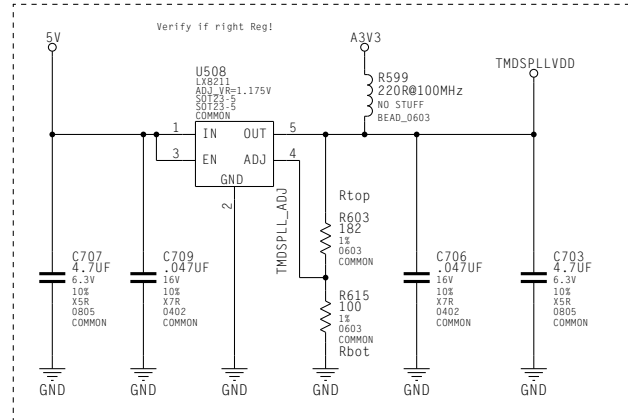 Verify if right Reg!
5V
A3V3
TMDSPLLVDD
U508
LX8211
ADJ_VR=1.175V
SOT23-5
SOT23-5
COMMON
R599
220R@100MHz
NO STUFF
BEAD_0603
1
IN
OUT
5
3
EN
ADJ
4
GND
2
TMDSPLL_ADJ
Rtop
R603
182
1%
0603
COMMON
C707
4.7UF
6.3V
10%
X5R
0805
COMMON
C709
.047UF
16V
10%
X7R
0402
COMMON
R615
100
1%
0603
COMMON
Rbot
C706
.047UF
16V
10%
X7R
0402
COMMON
C703
4.7UF
6.3V
10%
X5R
0805
COMMON
GND
GND
GND
GND
GND
GND